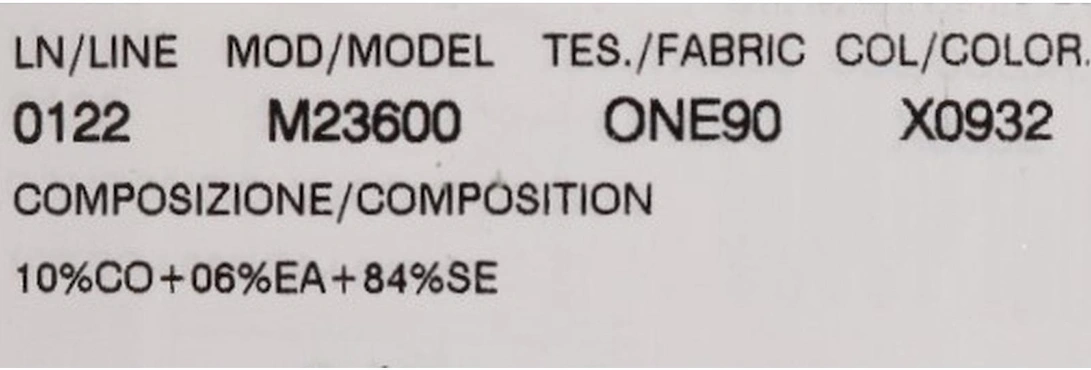 LN/LINE MOD/MODEL TES./FABRIC COL/COLOR.
0122 M23600 ONE90 X0932
COMPOSIZIONE/COMPOSITION
10%CO+06%EA+84%SE